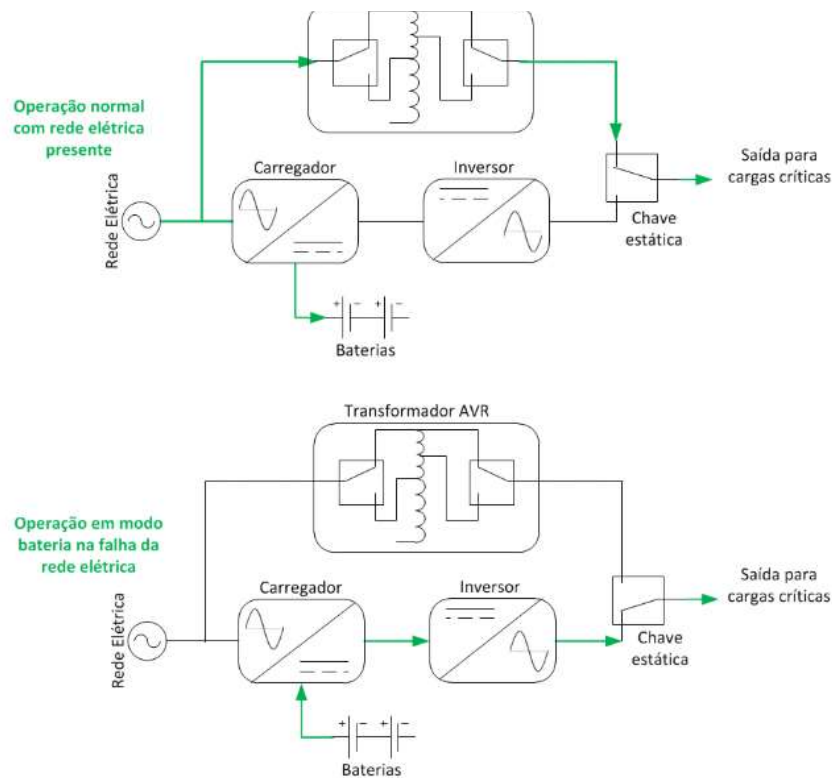 Operação normal
com rede elétrica
presente
Rede Elétrica
Carregador
Inversor
Saída para
cargas críticas
Chave
estática
+ − + −
Baterias
Transformador AVR
Operação em modo
bateria na falha da
rede elétrica
Rede Elétrica
Carregador
Inversor
Saída para
cargas críticas
Chave
estática
+ − + −
Baterias